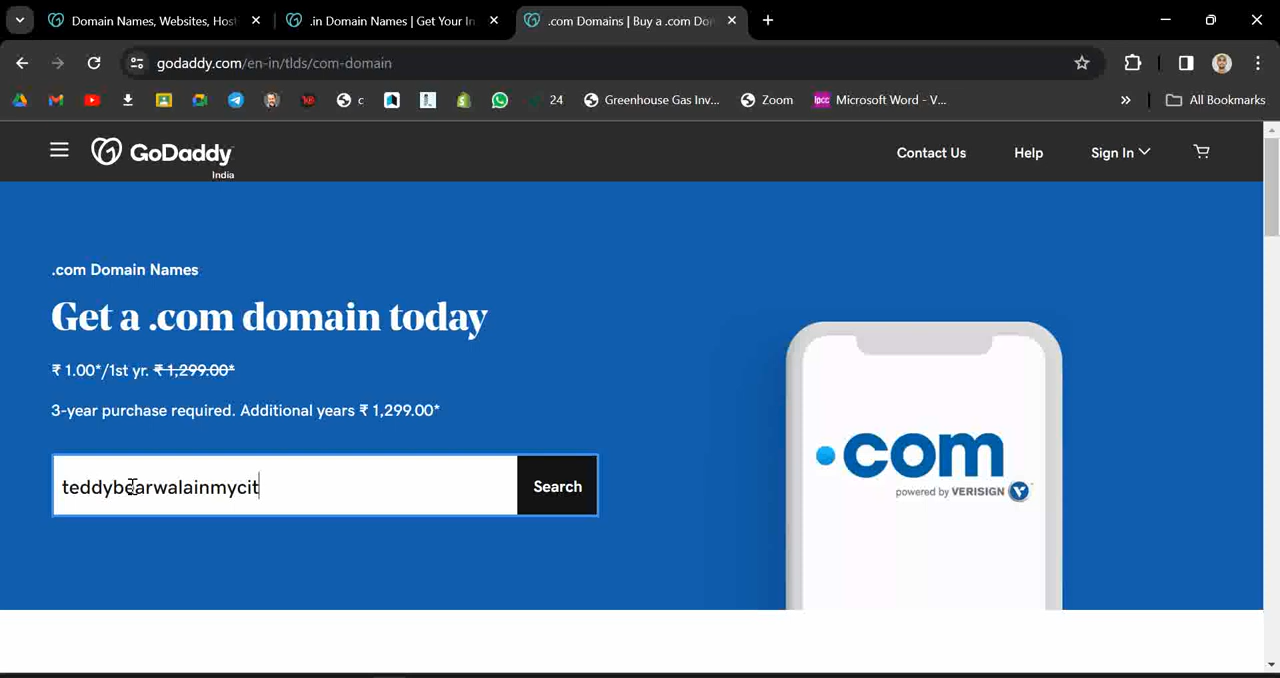 Domain Names, Websites, Host
.in Domain Names | Get Your In
.com Domains | Buy a .com Do
godaddy.com/en-in/tlds/com-domain
c
24
Greenhouse Gas Inv...
Zoom
ipcc
Microsoft Word - V...
All Bookmarks
GoDaddy
India
Contact Us
Help
Sign In
.com Domain Names
Get a .com domain today
₹ 1.00*/1st yr. ₹ 1,299.00*
3-year purchase required. Additional years ₹ 1,299.00*
teddybearwalainmycit
Search
.com
powered by VERISIGN